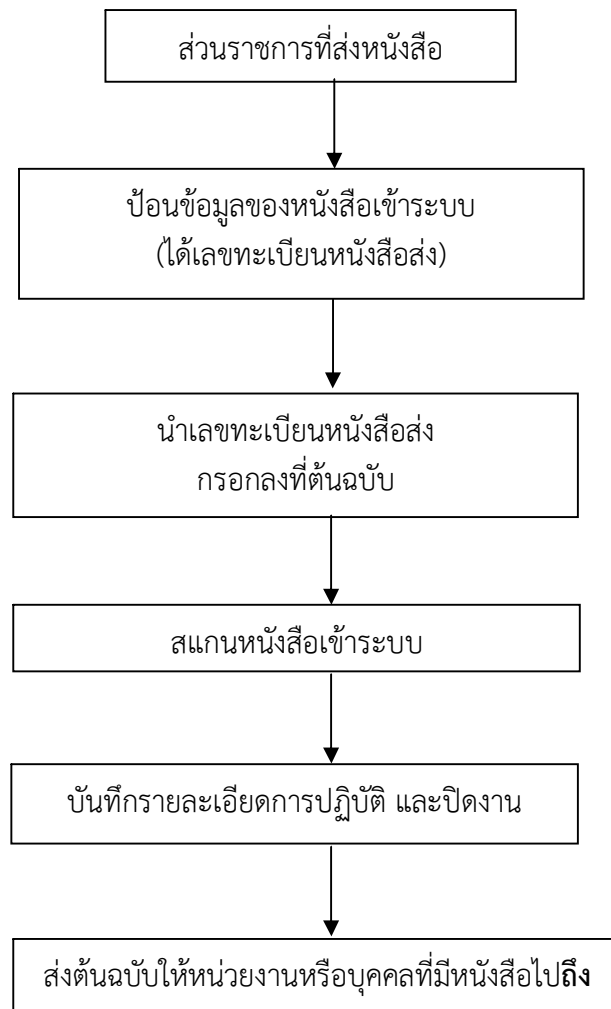 ส่วนราชการที่ส่งหนังสือ
ป้อนข้อมูลของหนังสือเข้าระบบ
(ได้เลขทะเบียนหนังสือส่ง)
นำเลขทะเบียนหนังสือส่ง
กรอกลงที่ต้นฉบับ
สแกนหนังสือเข้าระบบ
บันทึกรายละเอียดการปฏิบัติ และปิดงาน
ส่งต้นฉบับให้หน่วยงานหรือบุคคลที่มีหนังสือไปถึง